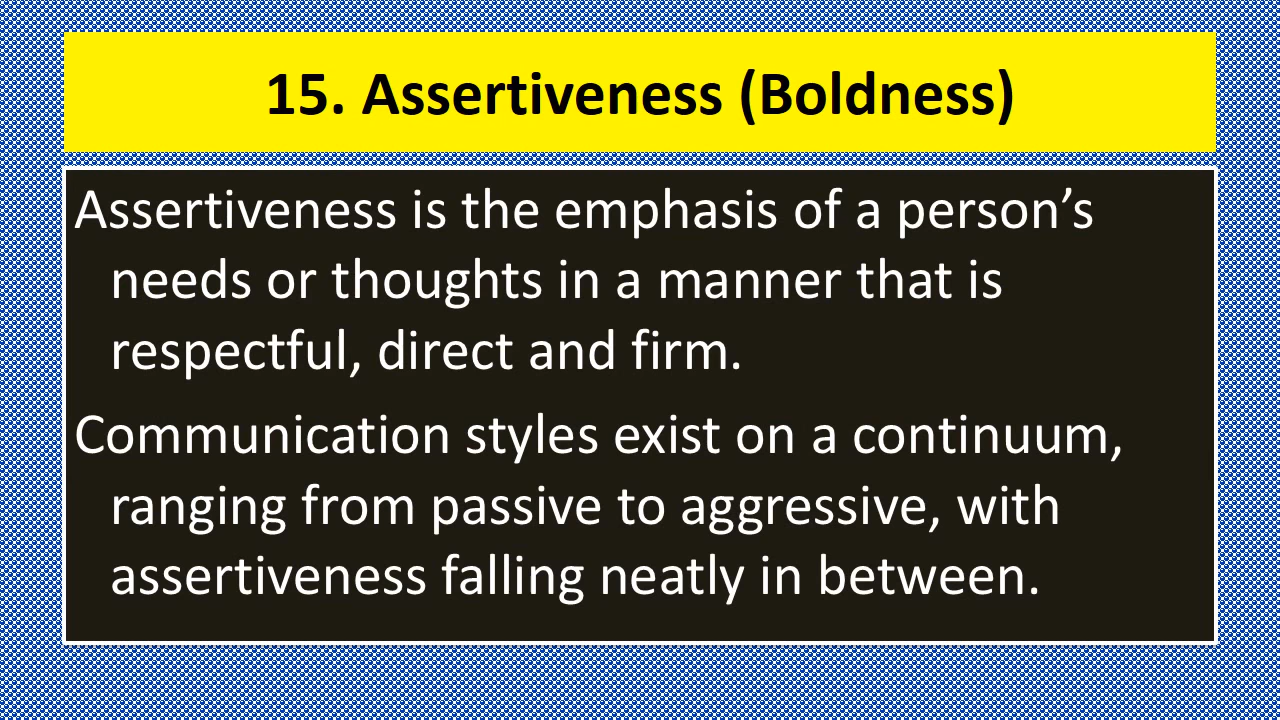 15. Assertiveness (Boldness)
Assertiveness is the emphasis of a person’s
needs or thoughts in a manner that is
respectful, direct and firm.
Communication styles exist on a continuum,
ranging from passive to aggressive, with
assertiveness falling neatly in between.